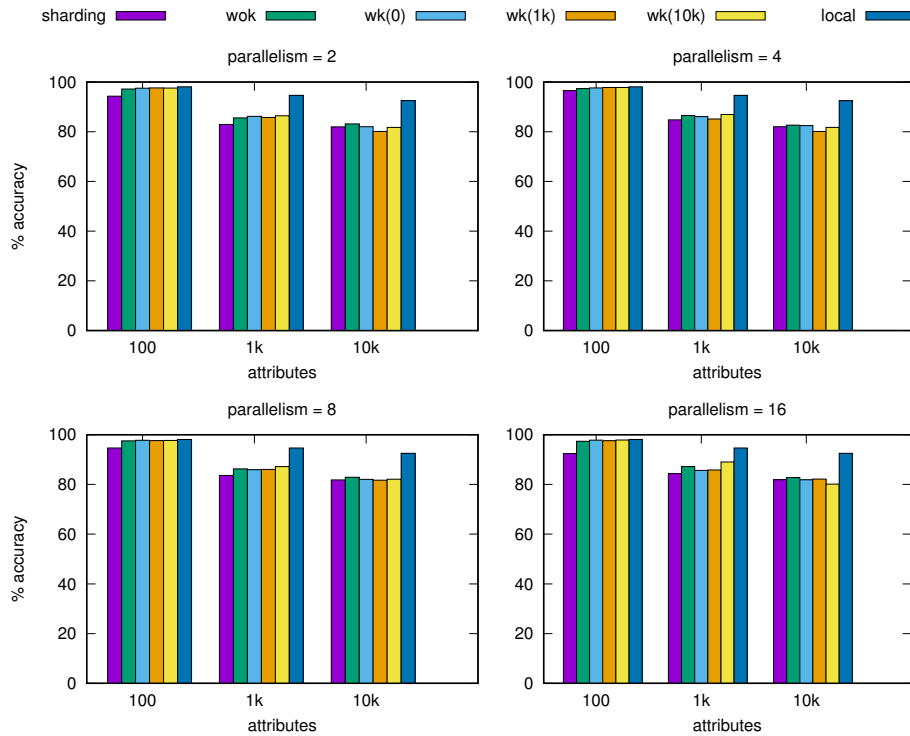 sharding wok wk(0) wk(1k) wk(10k) local
parallelism = 2
100
80
60
40
20
0
% accuracy
100 1k 10k
attributes
parallelism = 4
100
80
60
40
20
0
% accuracy
100 1k 10k
attributes
parallelism = 8
100
80
60
40
20
0
% accuracy
100 1k 10k
attributes
parallelism = 16
100
80
60
40
20
0
% accuracy
100 1k 10k
attributes